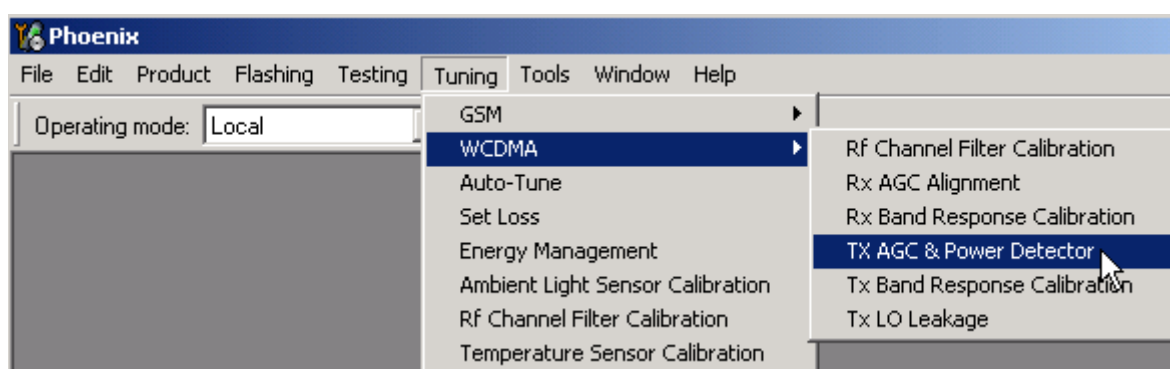 Phoenix
File Edit Product Flashing Testing Tuning Tools Window Help
Operating mode: Local
GSM
WCDMA
Auto-Tune
Set Loss
Energy Management
Ambient Light Sensor Calibration
Rf Channel Filter Calibration
Temperature Sensor Calibration
Rf Channel Filter Calibration
Rx AGC Alignment
Rx Band Response Calibration
TX AGC & Power Detector
Tx Band Response Calibration
Tx LO Leakage